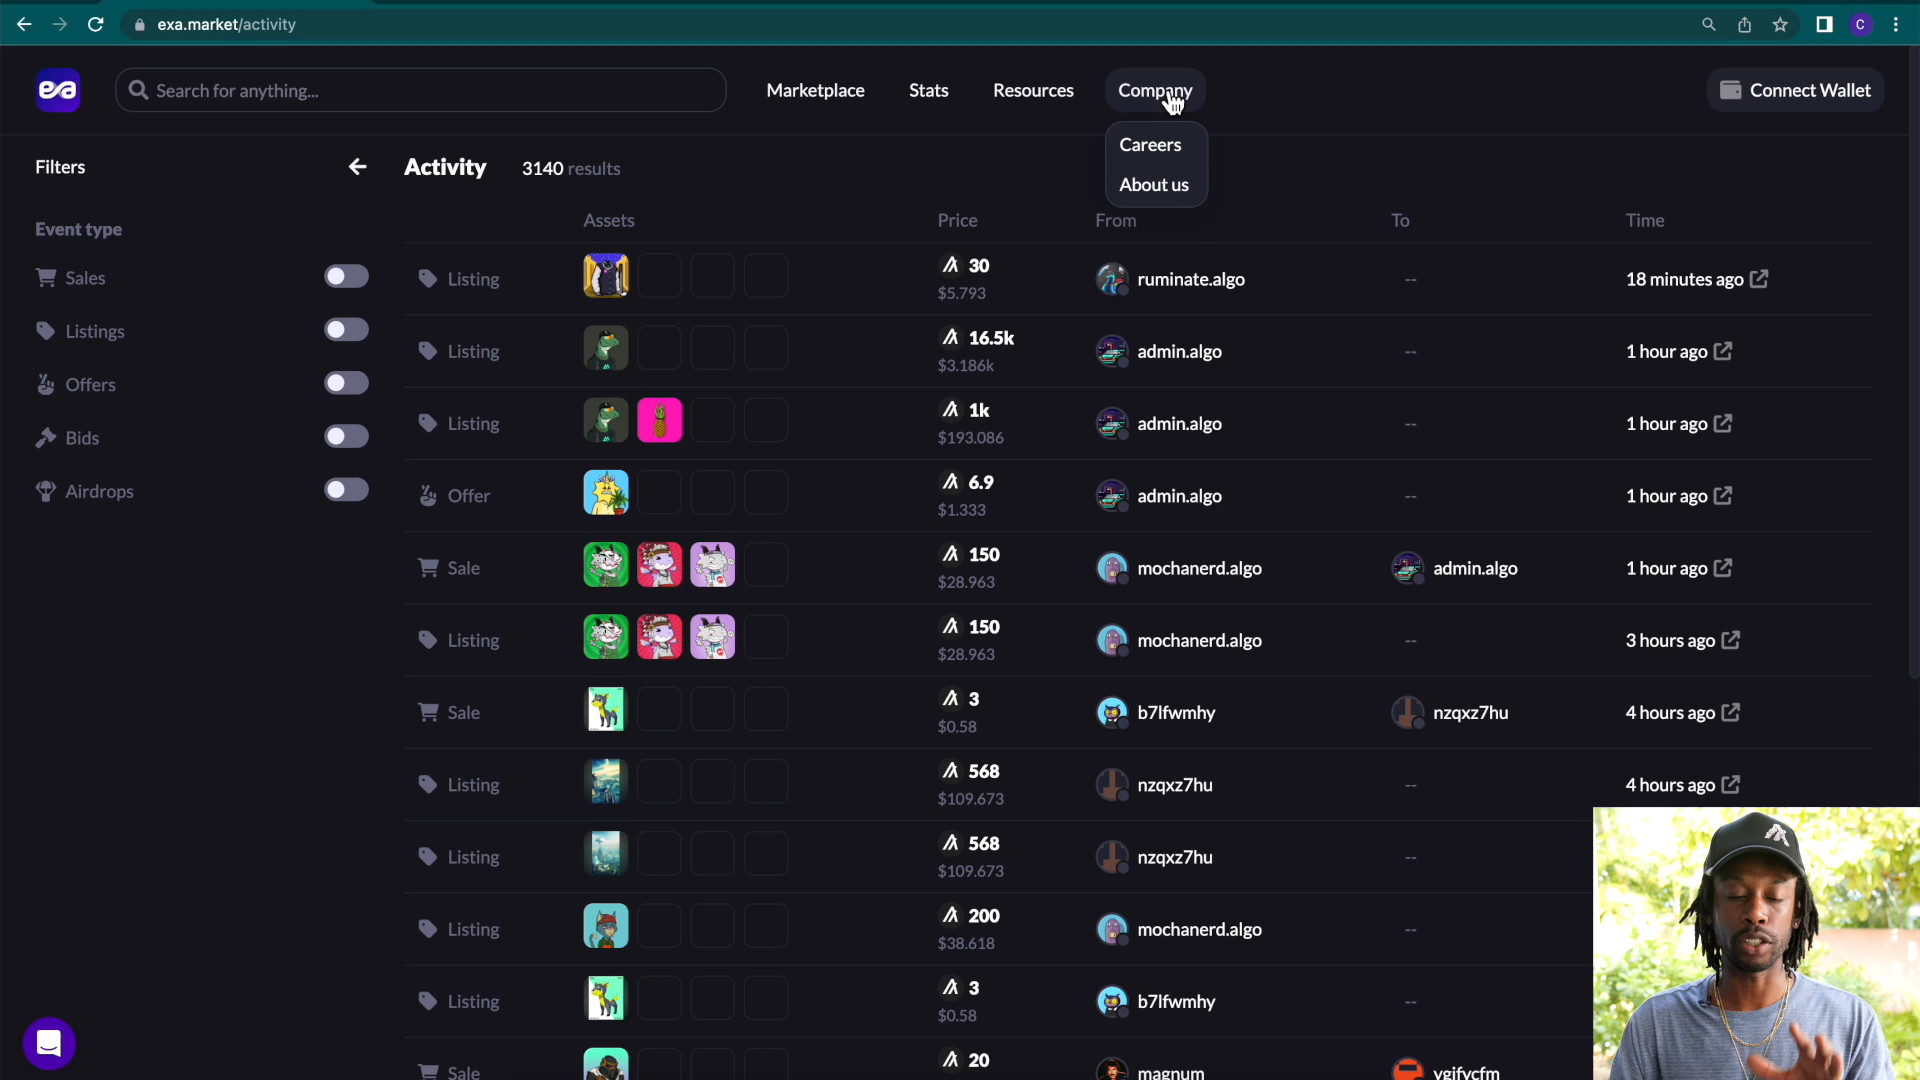 exa.market/activity
C
exa
Search for anything...
Marketplace
Stats
Resources
Company
Connect Wallet
Careers
About us
Filters
Activity
3140 results
Event type
Sales
Listings
Offers
Bids
Airdrops
Assets
Price
From
To
Time
Listing
30
$5.793
ruminate.algo
--
18 minutes ago
Listing
16.5k
$3.186k
admin.algo
--
1 hour ago
Listing
1k
$193.086
admin.algo
--
1 hour ago
Offer
6.9
$1.333
admin.algo
--
1 hour ago
Sale
150
$28.963
mochanerd.algo
admin.algo
1 hour ago
Listing
150
$28.963
mochanerd.algo
--
3 hours ago
Sale
3
$0.58
b7lfwmhy
nzqxz7hu
4 hours ago
Listing
568
$109.673
nzqxz7hu
--
4 hours ago
Listing
568
$109.673
nzqxz7hu
--
Listing
200
$38.618
mochanerd.algo
--
Listing
3
$0.58
b7lfwmhy
--
Sale
20
magnum
vgifvcfm